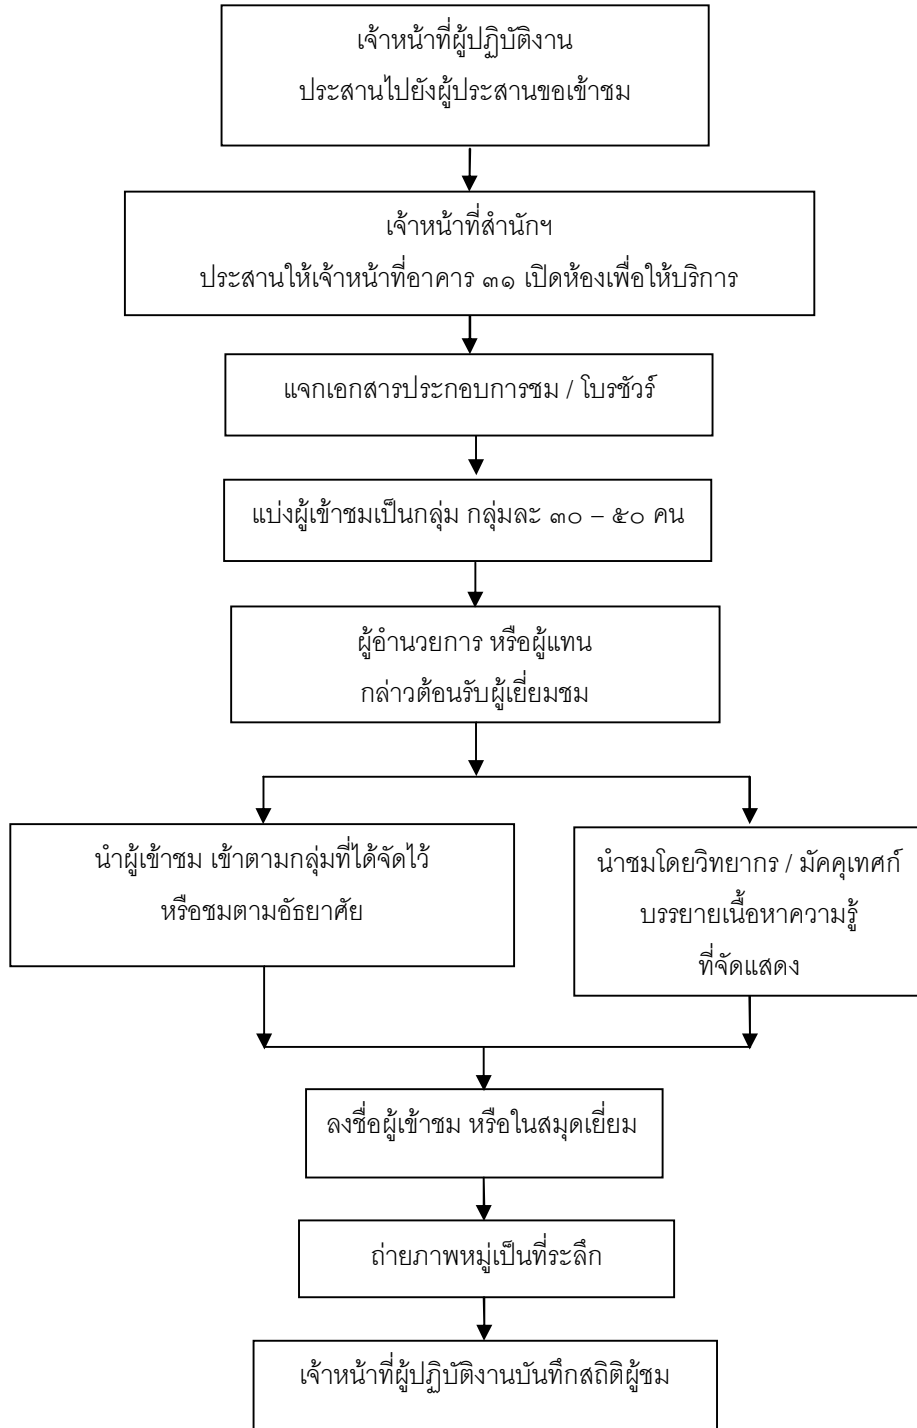 เจ้าหน้าที่ผู้ปฏิบัติงาน
ประสานไปยังผู้ประสานขอเข้าชม
เจ้าหน้าที่สำนักฯ
ประสานให้เจ้าหน้าที่อาคาร ๓๑ เปิดห้องเพื่อให้บริการ
แจกเอกสารประกอบการชม / โบรชัวร์
แบ่งผู้เข้าชมเป็นกลุ่ม กลุ่มละ ๓๐ – ๕๐ คน
ผู้อำนวยการ หรือผู้แทน
กล่าวต้อนรับผู้เยี่ยมชม
นำผู้เข้าชม เข้าตามกลุ่มที่ได้จัดไว้
หรือชมตามอัธยาศัย
นำชมโดยวิทยากร / มัคคุเทศก์
บรรยายเนื้อหาความรู้
ที่จัดแสดง
ลงชื่อผู้เข้าชม หรือในสมุดเยี่ยม
ถ่ายภาพหมู่เป็นที่ระลึก
เจ้าหน้าที่ผู้ปฏิบัติงานบันทึกสถิติผู้ชม